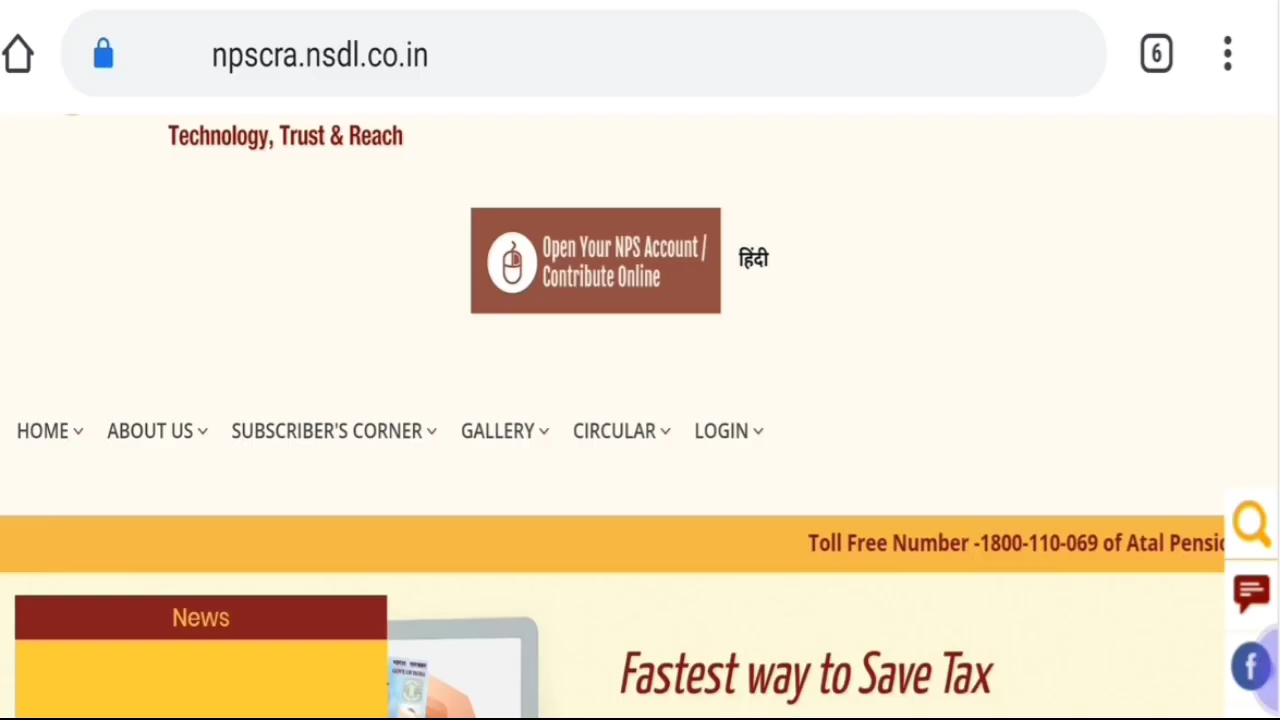 npscra.nsdl.co.in
6
Technology, Trust & Reach
Open Your NPS Account /
Contribute Online
हिंदी
HOME ABOUT US SUBSCRIBER'S CORNER GALLERY CIRCULAR LOGIN
Toll Free Number -1800-110-069 of Atal Pensio
News
Fastest way to Save Tax